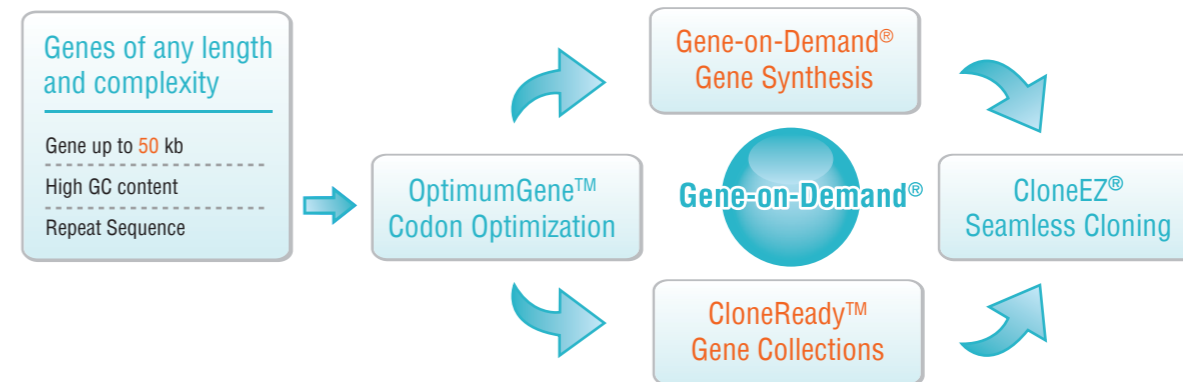 Genes of any length
and complexity
Gene up to 50 kb
High GC content
Repeat Sequence
OptimumGene™
Codon Optimization
Gene-on-Demand®
Gene Synthesis
Gene-on-Demand®
CloneReady™
Gene Collections
CloneEZ®
Seamless Cloning